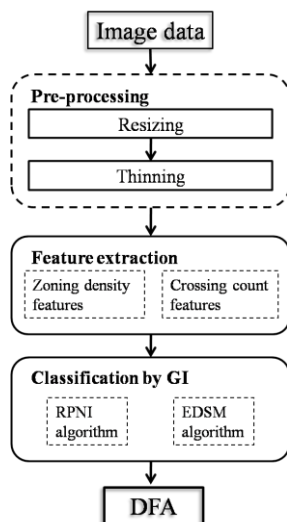 Image data
Pre-processing
Resizing
Thinning
Feature extraction
Zoning density
features
Crossing count
features
Classification by GI
RPNI
algorithm
EDSM
algorithm
DFA